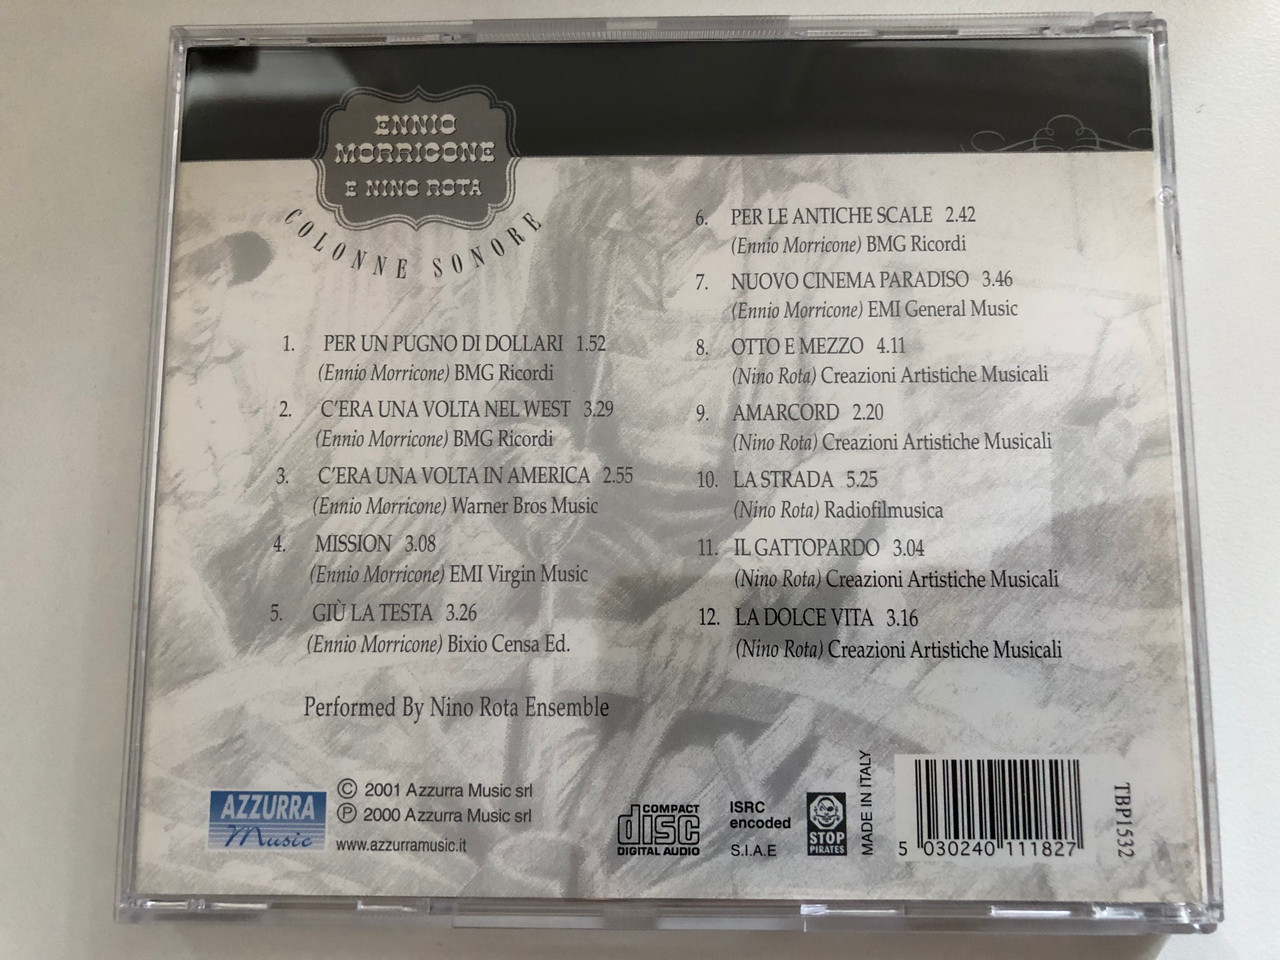 ENNIO
MORRICONE
E NINO ROTA
COLONNE SONORE
1. PER UN PUGNO DI DOLLARI 1.52
(Ennio Morricone) BMG Ricordi
2. C'ERA UNA VOLTA NEL WEST 3.29
(Ennio Morricone) BMG Ricordi
3. C'ERA UNA VOLTA IN AMERICA 2.55
(Ennio Morricone) Warner Bros Music
4. MISSION 3.08
(Ennio Morricone) EMI Virgin Music
5. GIÙ LA TESTA 3.26
(Ennio Morricone) Bixio Censa Ed.
Performed By Nino Rota Ensemble
6. PER LE ANTICHE SCALE 2.42
(Ennio Morricone) BMG Ricordi
7. NUOVO CINEMA PARADISO 3.46
(Ennio Morricone) EMI General Music
8. OTTO E MEZZO 4.11
(Nino Rota) Creazioni Artistiche Musicali
9. AMARCORD 2.20
(Nino Rota) Creazioni Artistiche Musicali
10. LA STRADA 5.25
(Nino Rota) Radiofilmusica
11. IL GATTOPARDO 3.04
(Nino Rota) Creazioni Artistiche Musicali
12. LA DOLCE VITA 3.16
(Nino Rota) Creazioni Artistiche Musicali
AZZURRA
Music
© 2001 Azzurra Music srl
℗ 2000 Azzurra Music srl
www.azzurramusic.it
COMPACT
disc
DIGITAL AUDIO
ISRC
encoded
S.I.A.E
STOP
PIRATES
MADE IN ITALY
5 030240 111827
TBP1532